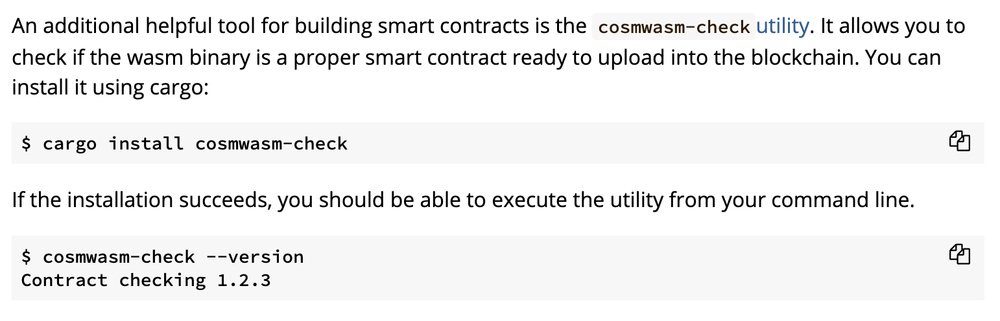 An additional helpful tool for building smart contracts is the cosmwasm-check utility. It allows you to
check if the wasm binary is a proper smart contract ready to upload into the blockchain. You can
install it using cargo:
$ cargo install cosmwasm-check
If the installation succeeds, you should be able to execute the utility from your command line.
$ cosmwasm-check --version
Contract checking 1.2.3